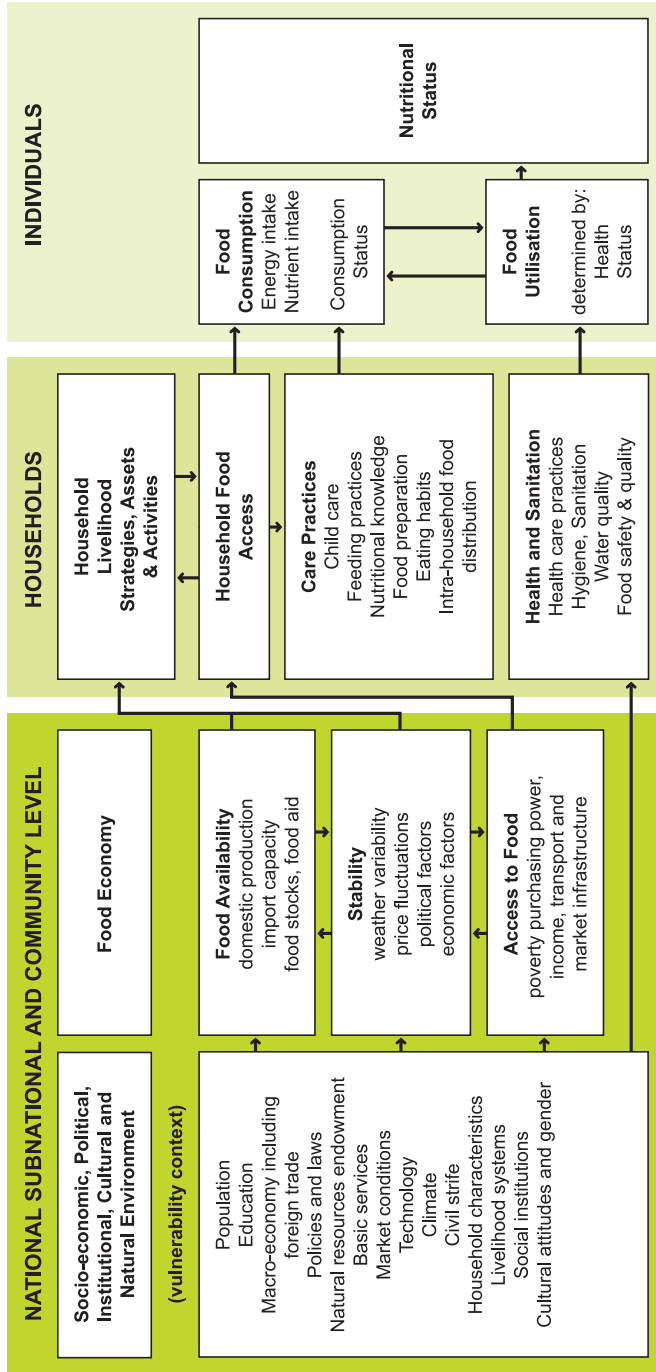 NATIONAL SUBNATIONAL AND COMMUNITY LEVEL
Socio-economic, Political,
Institutional, Cultural and
Natural Environment
(vulnerability context)
Population
Education
Macro-economy including
foreign trade
Policies and laws
Natural resources endowment
Basic services
Market conditions
Technology
Climate
Civil strife
Household characteristics
Livelihood systems
Social institutions
Cultural attitudes and gender
Food Economy
Food Availability
domestic production
import capacity
food stocks, food aid
Stability
weather variability
price fluctuations
political factors
economic factors
Access to Food
poverty purchasing power,
income, transport and
market infrastructure
HOUSEHOLDS
Household
Livelihood
Strategies, Assets
& Activities
Household Food
Access
Care Practices
Child care
Feeding practices
Nutritional knowledge
Food preparation
Eating habits
Intra-household food
distribution
Health and Sanitation
Health care practices
Hygiene, Sanitation
Water quality
Food safety & quality
INDIVIDUALS
Food
Consumption
Energy intake
Nutrient intake
Consumption
Status
Food
Utilisation
determined by:
Health
Status
Nutritional
Status